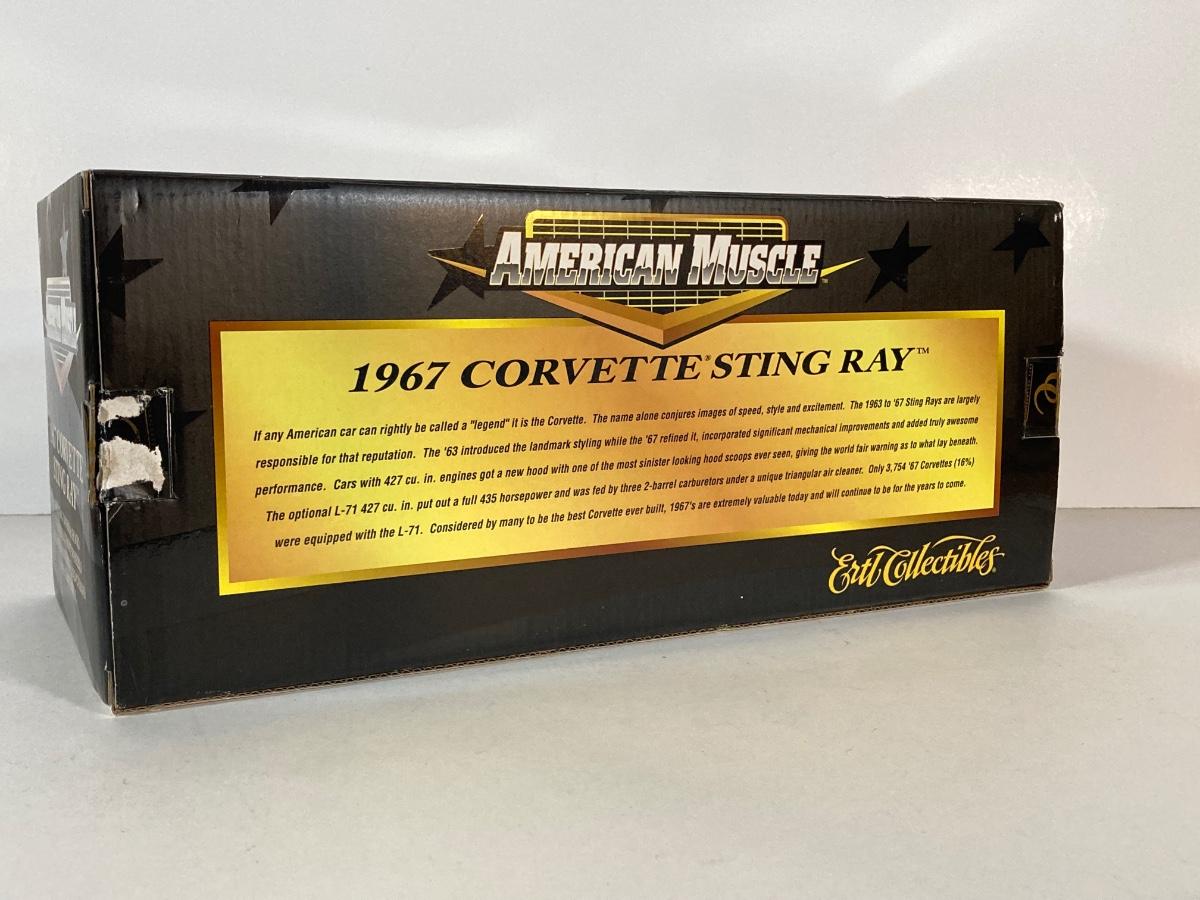 AMERICAN MUSCLE™
1967 CORVETTE® STING RAY™
If any American car can rightly be called a "legend" it is the Corvette. The name alone conjures images of speed, style and excitement. The 1963 to '67 Sting Rays are largely
responsible for that reputation. The '63 introduced the landmark styling while the '67 refined it, incorporated significant mechanical improvements and added truly awesome
performance. Cars with 427 cu. in. engines got a new hood with one of the most sinister looking hood scoops ever seen, giving the world fair warning as to what lay beneath.
The optional L-71 427 cu. in. put out a full 435 horsepower and was fed by three 2-barrel carburetors under a unique triangular air cleaner. Only 3,754 '67 Corvettes (16%)
were equipped with the L-71. Considered by many to be the best Corvette ever built, 1967's are extremely valuable today and will continue to be for the years to come.
Ertl Collectibles®
CORVETTE
STING RAY